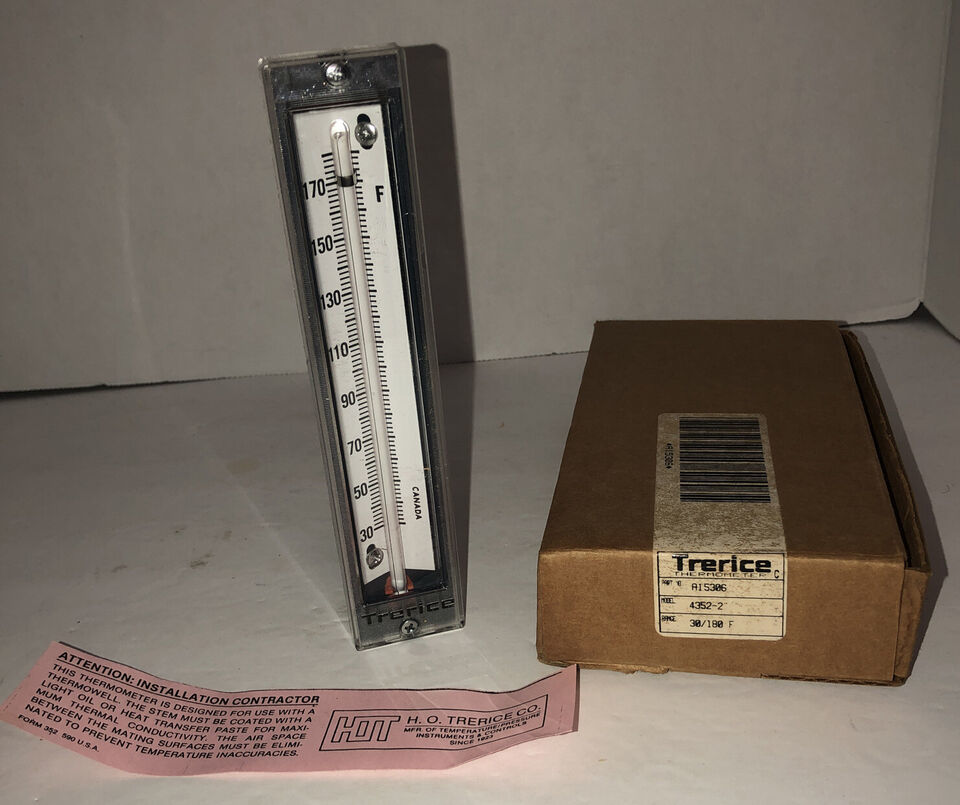 F
170
150
130
110
90
70
50
30
CANADA
Trerice
*A15306*
Trerice
THERMOMETER C
PART NO A15306
MODEL 4352-2
RANGE 30/180 F
ATTENTION: INSTALLATION CONTRACTOR
THIS THERMOMETER IS DESIGNED FOR USE WITH A
THERMOWELL. THE STEM MUST BE COATED WITH A
LIGHT OIL OR HEAT TRANSFER PASTE FOR MAXI-
MUM THERMAL CONDUCTIVITY. THE AIR SPACE
BETWEEN THE MATING SURFACES MUST BE ELIMI-
NATED TO PREVENT TEMPERATURE INACCURACIES.
FORM 352 590 U.S.A.
HOT
H. O. TRERICE CO.
MFR. OF TEMPERATURE/PRESSURE
INSTRUMENTS & CONTROLS
SINCE 1923